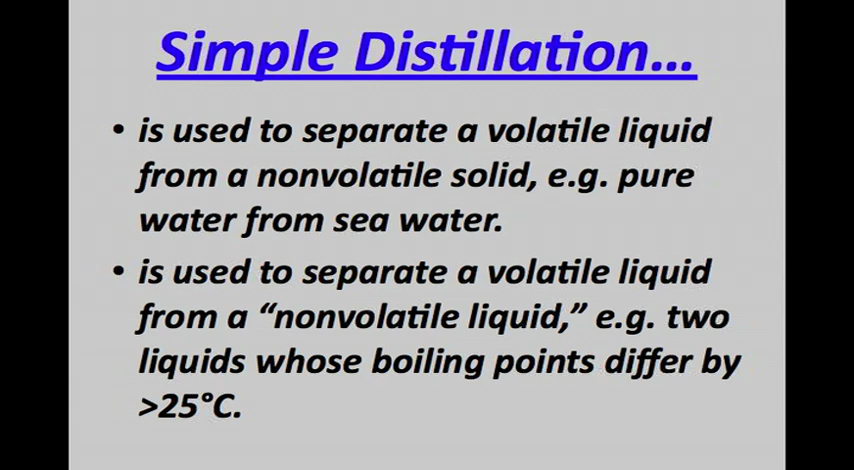 Simple Distillation...
• is used to separate a volatile liquid
from a nonvolatile solid, e.g. pure
water from sea water.
• is used to separate a volatile liquid
from a “nonvolatile liquid,” e.g. two
liquids whose boiling points differ by
>25°C.